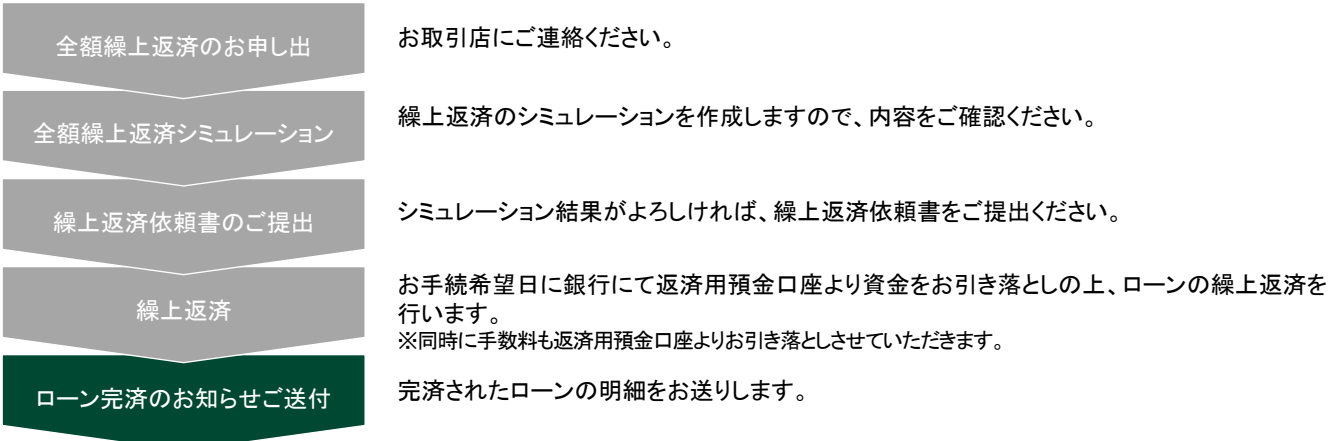 全額繰上返済のお申し出
お取引店にご連絡ください。
全額繰上返済シミュレーション
繰上返済のシミュレーションを作成しますので、内容をご確認ください。
繰上返済依頼書のご提出
シミュレーション結果がよろしければ、繰上返済依頼書をご提出ください。
繰上返済
お手続希望日に銀行にて返済用預金口座より資金をお引き落としの上、ローンの繰上返済を
行います。
※同時に手数料も返済用預金口座よりお引き落としさせていただきます。
ローン完済のお知らせご送付
完済されたローンの明細をお送りします。